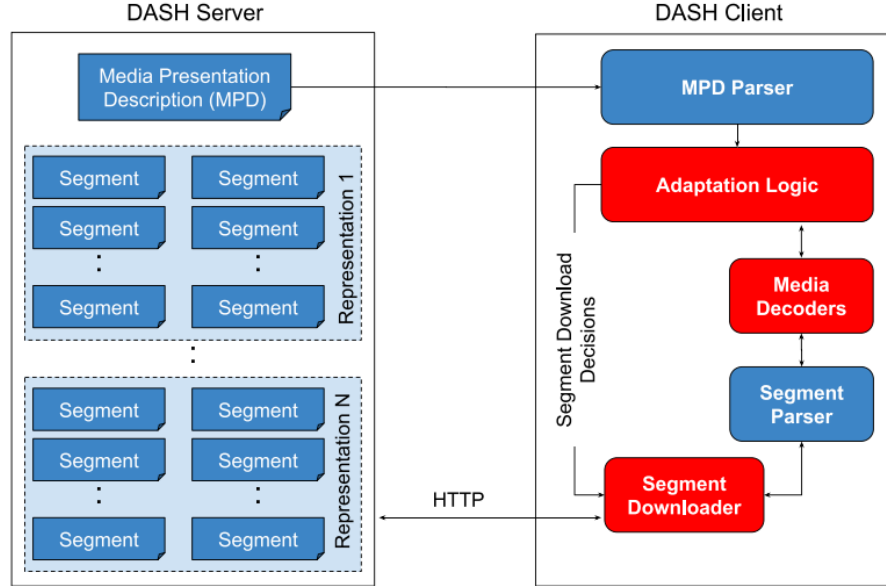 DASH Server
DASH Client
Media Presentation
Description (MPD)
MPD Parser
Segment
Segment
Segment
Segment
Segment
Segment
Representation 1
Adaptation Logic
Segment Download
Decisions
Media
Decoders
Segment
Parser
Segment
Segment
Segment
Segment
Segment
Segment
Representation N
HTTP
Segment
Downloader